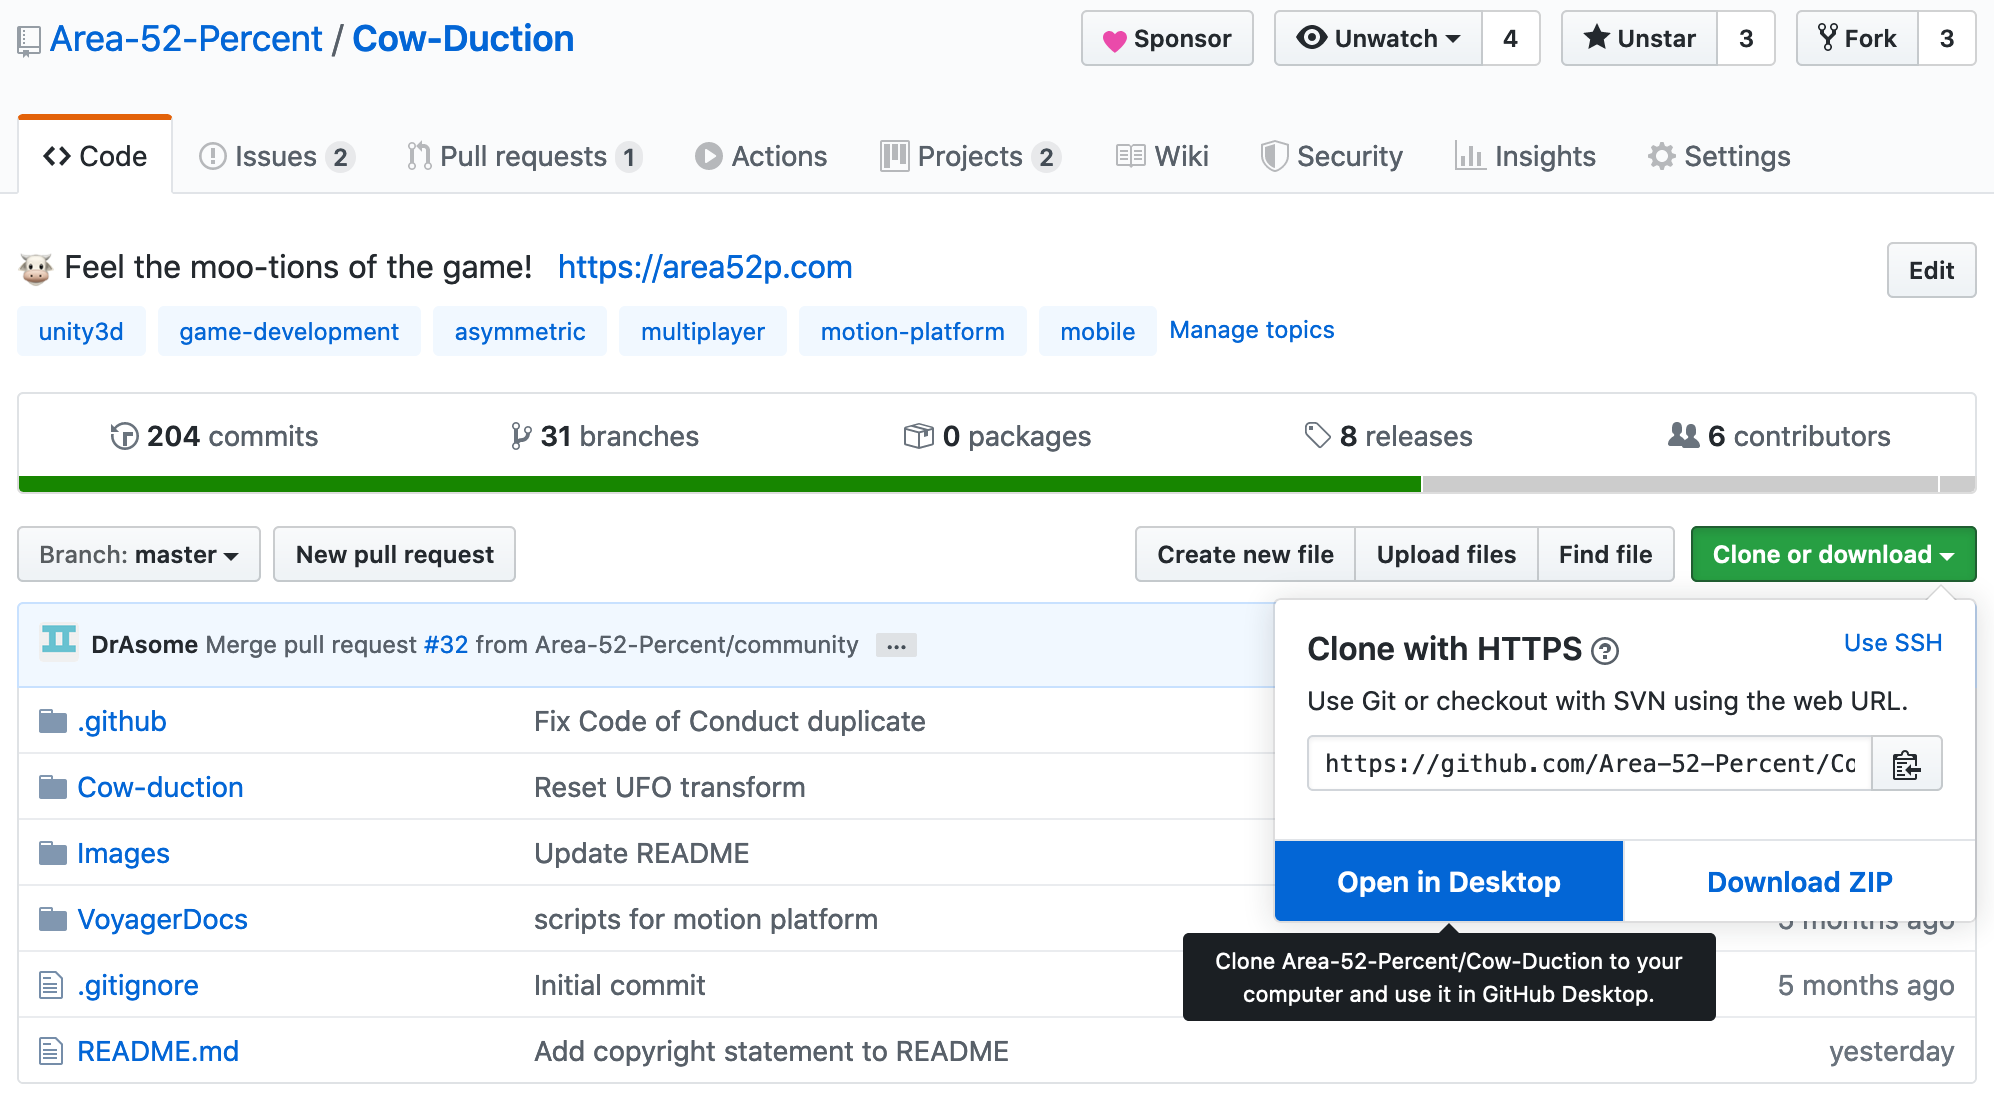 Area-52-Percent / Cow-Duction
Sponsor
Unwatch 4
Unstar 3
Fork 3
Code
Issues 2
Pull requests 1
Actions
Projects 2
Wiki
Security
Insights
Settings
Feel the moo-tions of the game! https://area52p.com
Edit
unity3d game-development asymmetric multiplayer motion-platform mobile Manage topics
204 commits
31 branches
0 packages
8 releases
6 contributors
Branch: master
New pull request
Create new file
Upload files
Find file
Clone or download
DrAsome Merge pull request #32 from Area-52-Percent/community ...
Clone with HTTPS
Use SSH
Use Git or checkout with SVN using the web URL.
https://github.com/Area-52-Percent/Co
Open in Desktop
Download ZIP
Clone Area-52-Percent/Cow-Duction to your
computer and use it in GitHub Desktop.
.github Fix Code of Conduct duplicate
Cow-duction Reset UFO transform
Images Update README
VoyagerDocs scripts for motion platform months ago
.gitignore Initial commit 5 months ago
README.md Add copyright statement to README yesterday